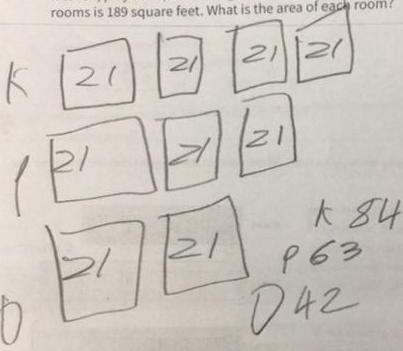 rooms is 189 square feet. What is the area of each room?
K 21 21 21 21
P 21 21 21
D 21 21
K 84
P 63
D 42